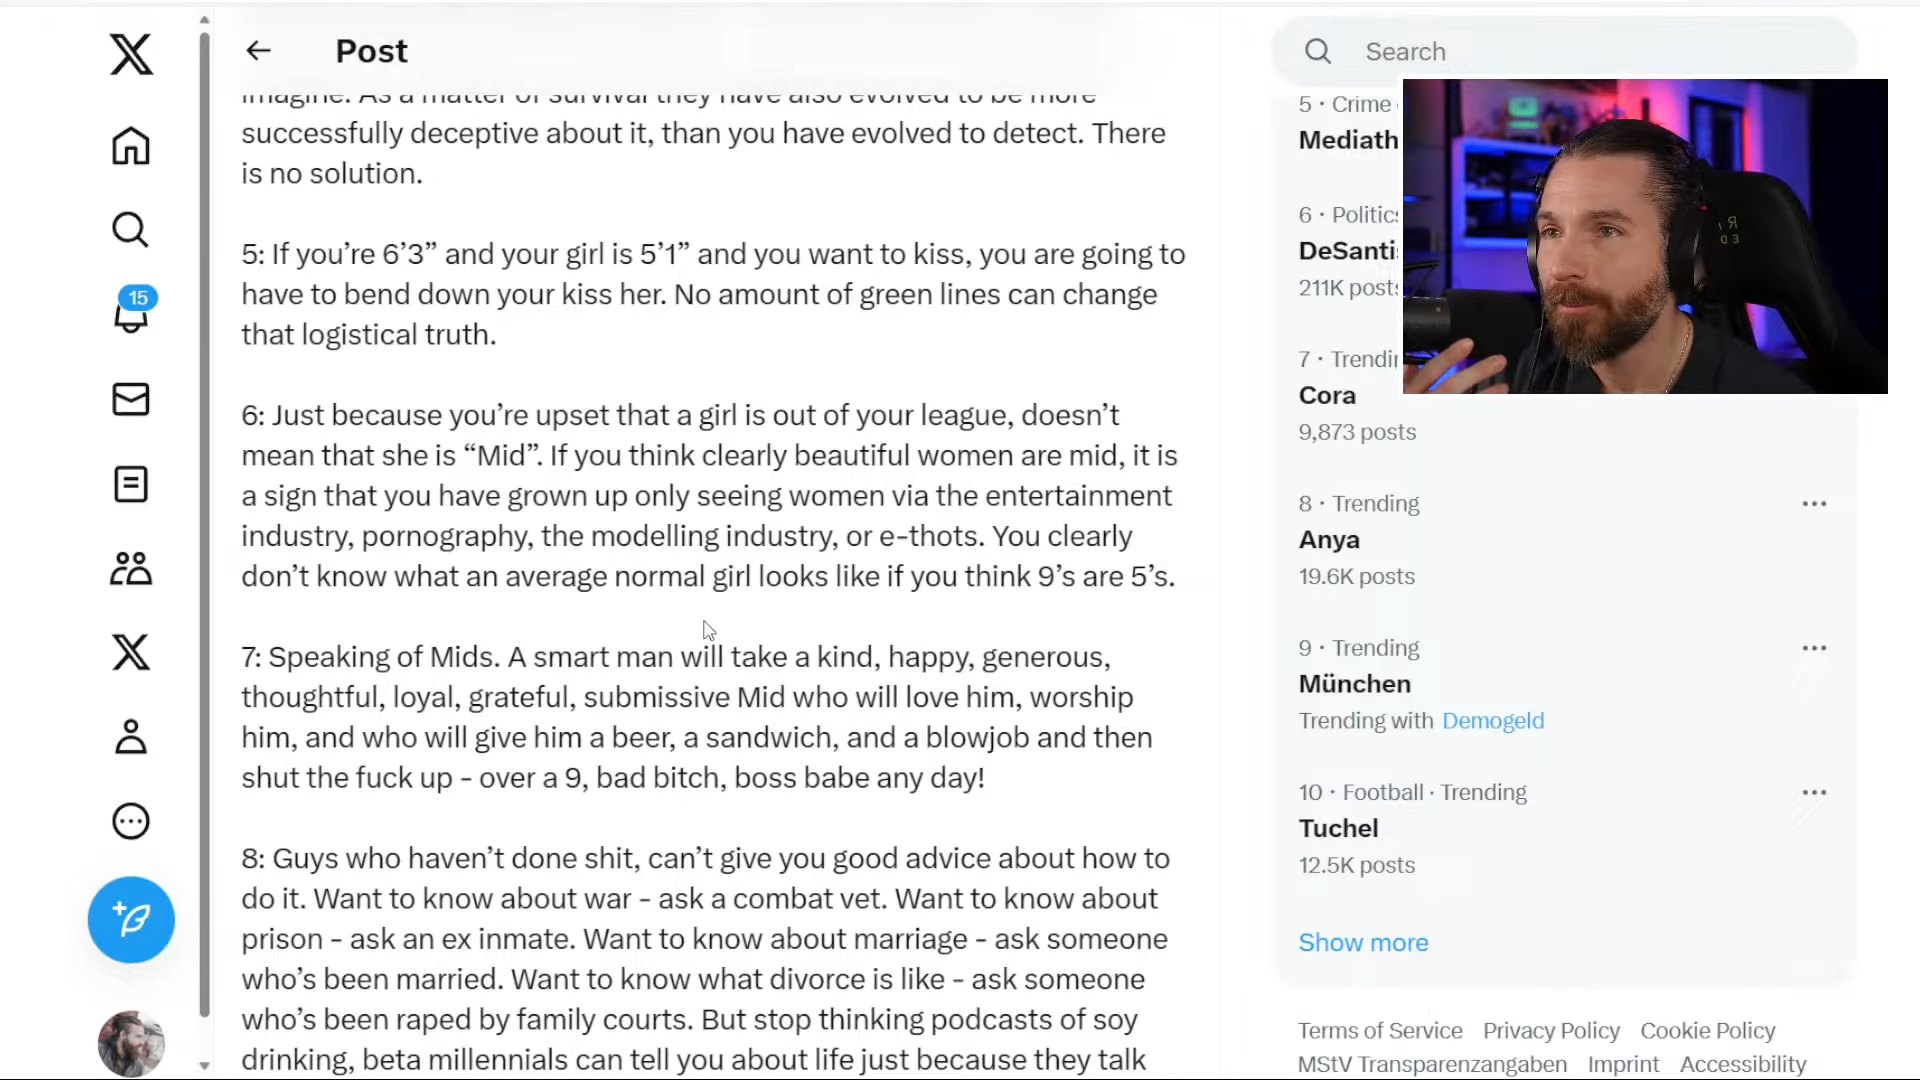 Post
Search
imagine. As a matter of survival they have also evolved to be more
successfully deceptive about it, than you have evolved to detect. There
is no solution.
5: If you’re 6’3” and your girl is 5’1” and you want to kiss, you are going to
have to bend down your kiss her. No amount of green lines can change
that logistical truth.
6: Just because you’re upset that a girl is out of your league, doesn’t
mean that she is “Mid”. If you think clearly beautiful women are mid, it is
a sign that you have grown up only seeing women via the entertainment
industry, pornography, the modelling industry, or e-thots. You clearly
don’t know what an average normal girl looks like if you think 9’s are 5’s.
7: Speaking of Mids. A smart man will take a kind, happy, generous,
thoughtful, loyal, grateful, submissive Mid who will love him, worship
him, and who will give him a beer, a sandwich, and a blowjob and then
shut the fuck up - over a 9, bad bitch, boss babe any day!
8: Guys who haven’t done shit, can’t give you good advice about how to
do it. Want to know about war - ask a combat vet. Want to know about
prison - ask an ex inmate. Want to know about marriage - ask someone
who’s been married. Want to know what divorce is like - ask someone
who’s been raped by family courts. But stop thinking podcasts of soy
drinking, beta millennials can tell you about life just because they talk
15
5 · Crime
Mediath
6 · Politics
DeSantis
211K posts
7 · Trendin
Cora
9,873 posts
8 · Trending
Anya
19.6K posts
9 · Trending
München
Trending with Demogeld
10 · Football · Trending
Tuchel
12.5K posts
Show more
Terms of Service Privacy Policy Cookie Policy
MStV Transparenzangaben Imprint Accessibility